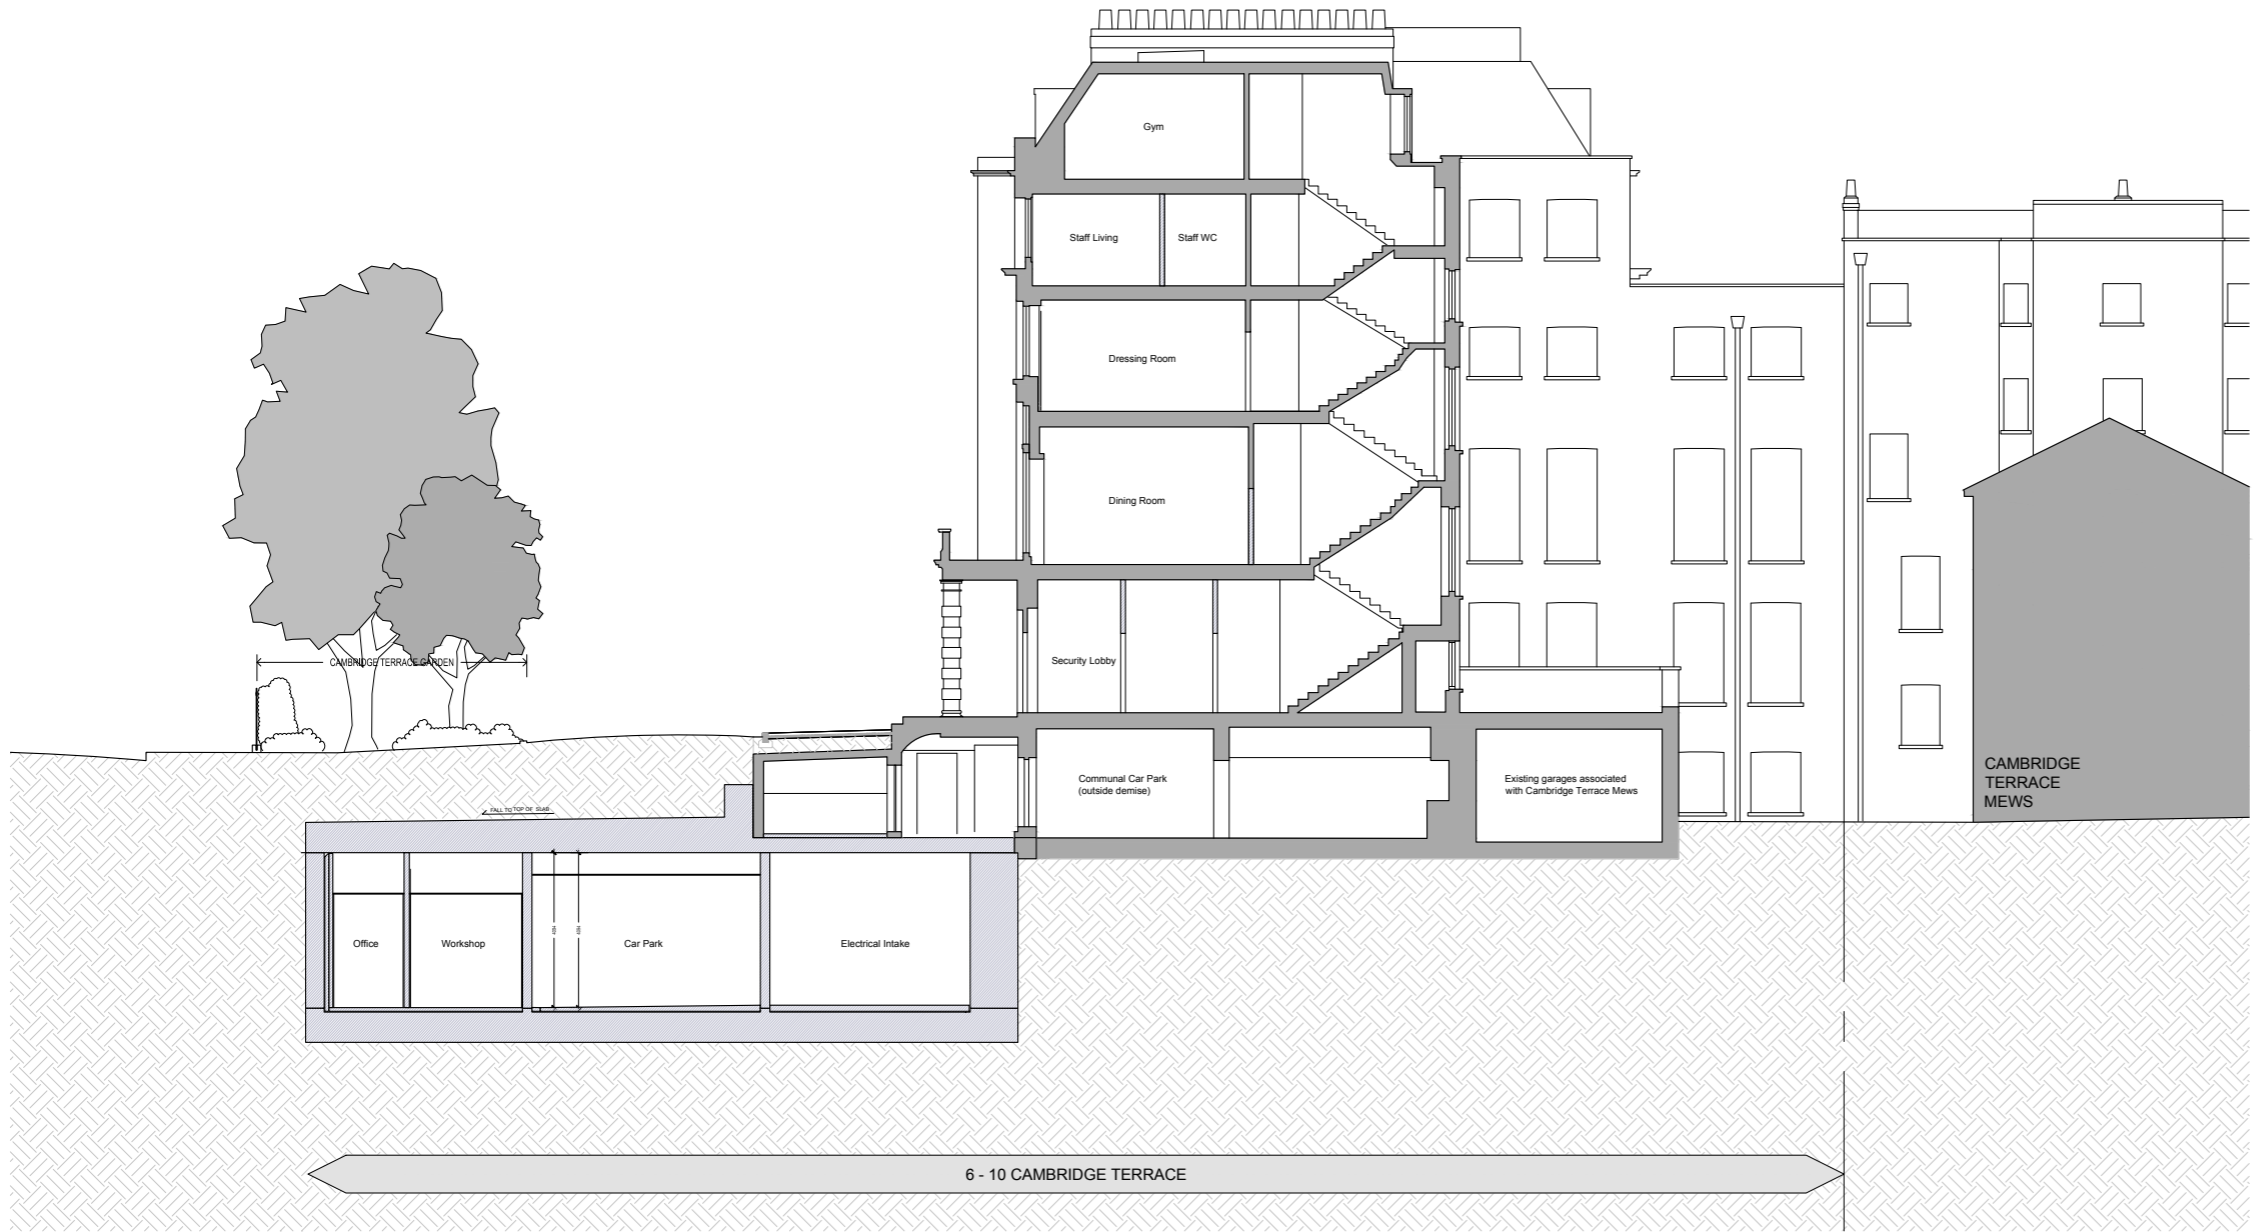 Gym
Staff Living
Staff WC
Dressing Room
Dining Room
CAMBRIDGE TERRACE GARDEN
Security Lobby
CAMBRIDGE
TERRACE
MEWS
Communal Car Park
(outside demise)
Existing garages associated
with Cambridge Terrace Mews
FALL TO TOP OF SLAB
Office
Workshop
Car Park
Electrical Intake
6 - 10 CAMBRIDGE TERRACE